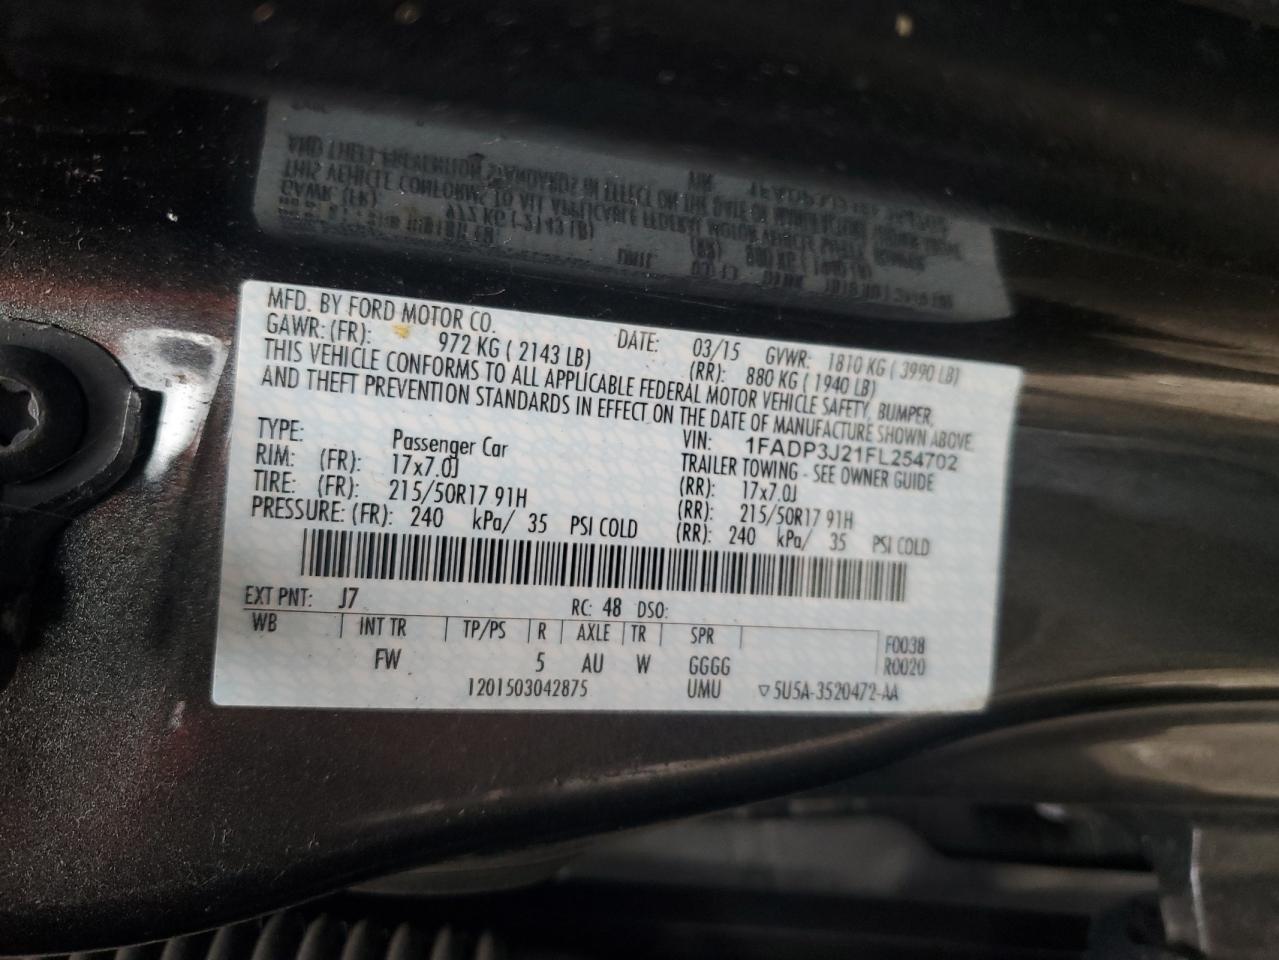 MFD. BY FORD MOTOR CO. DATE: 03/15 GVWR: 1810 KG ( 3990 LB)
GAWR: (FR): 972 KG ( 2143 LB) (RR): 880 KG ( 1940 LB)
THIS VEHICLE CONFORMS TO ALL APPLICABLE FEDERAL MOTOR VEHICLE SAFETY, BUMPER,
AND THEFT PREVENTION STANDARDS IN EFFECT ON THE DATE OF MANUFACTURE SHOWN ABOVE.
VIN: 1FADP3J21FL254702
TYPE: Passenger Car TRAILER TOWING - SEE OWNER GUIDE
RIM: (FR): 17x7.0J (RR): 17x7.0J
TIRE: (FR): 215/50R17 91H (RR): 215/50R17 91H
PRESSURE: (FR): 240 kPa/ 35 PSI COLD (RR): 240 kPa/ 35 PSI COLD
EXT PNT: J7 RC: 48 DSO:
WB INT TR TP/PS R AXLE TR SPR F0038
FW 5 AU W GGGG R0020
1201503042875 UMU ▽5U5A-3520472-AA